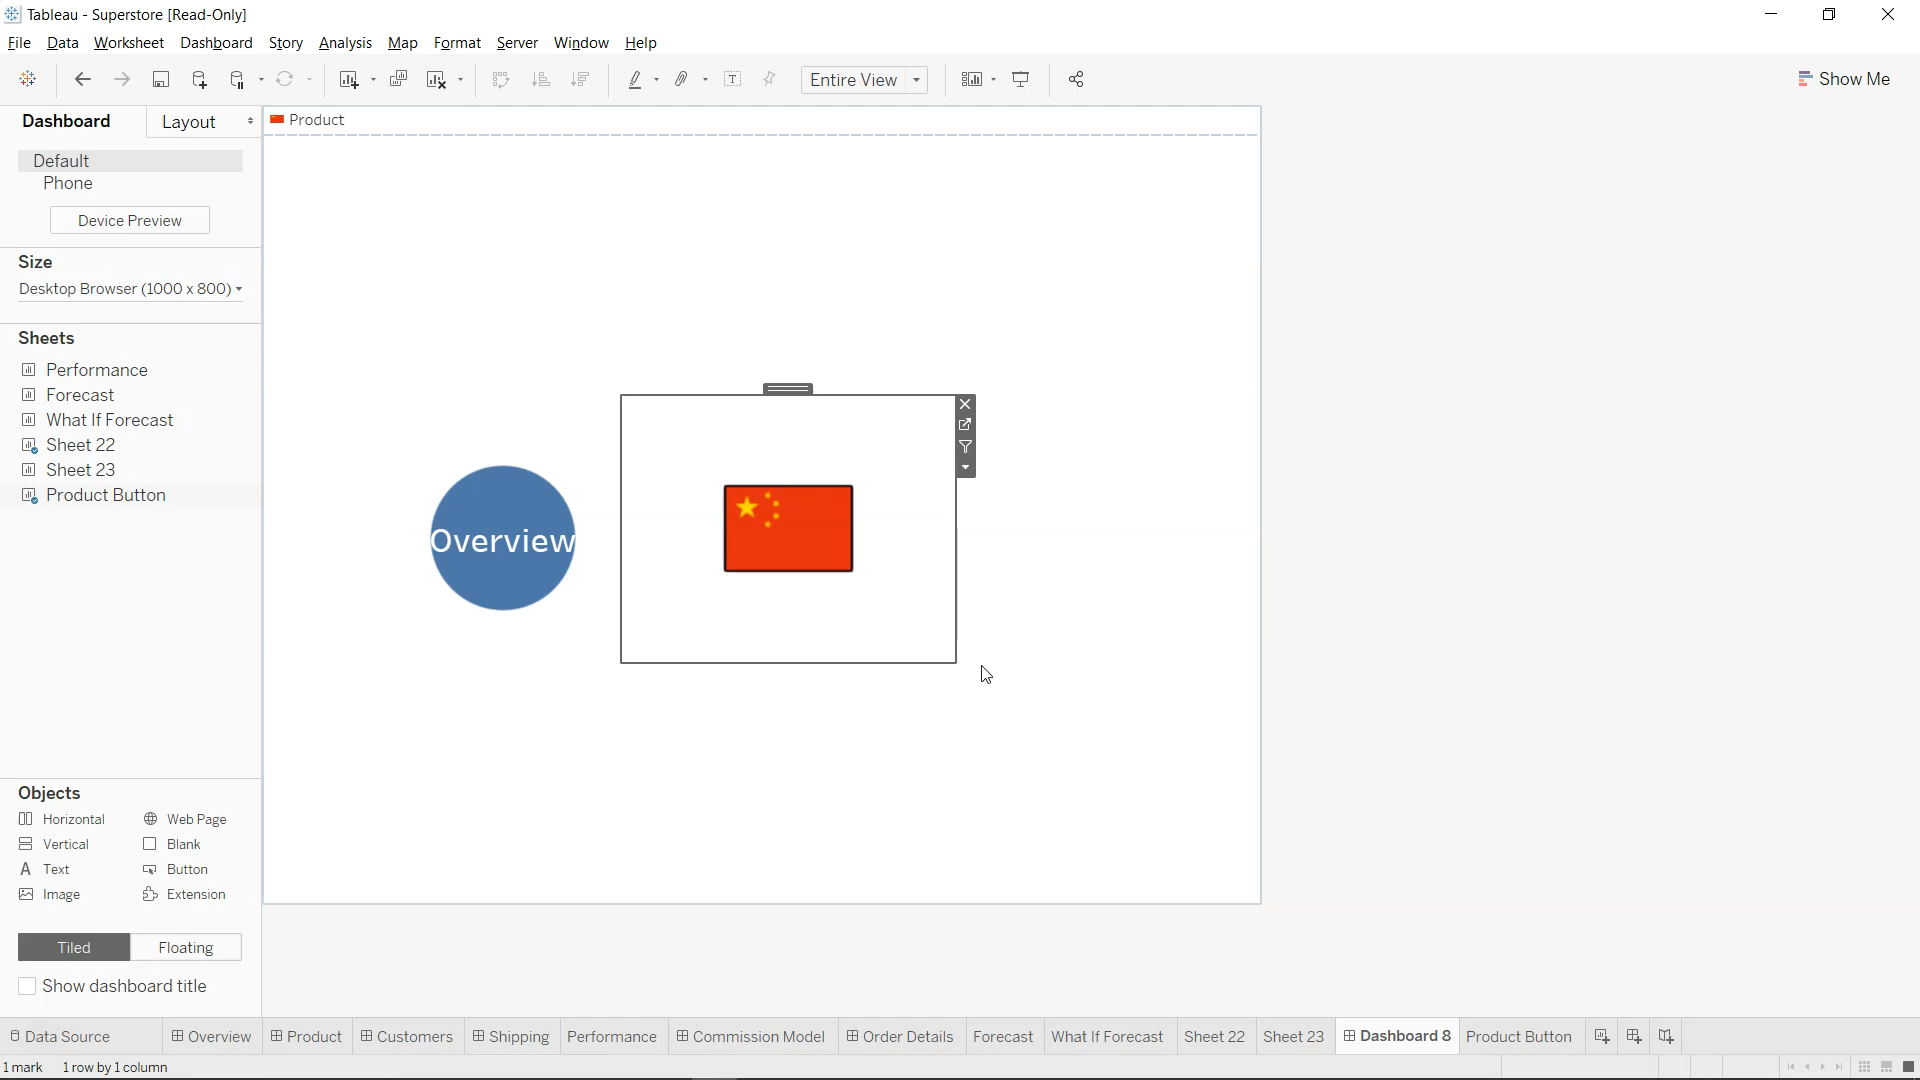 Tableau - Superstore [Read-Only]
File Data Worksheet Dashboard Story Analysis Map Format Server Window Help
Entire View
Show Me
Dashboard
Layout
Product
Default
Phone
Device Preview
Size
Desktop Browser (1000 x 800)
Sheets
Performance
Forecast
What If Forecast
Sheet 22
Sheet 23
Product Button
Overview
Objects
Horizontal
Web Page
Vertical
Blank
A Text
Button
Image
Extension
Tiled
Floating
Show dashboard title
Data Source Overview Product Customers Shipping Performance Commission Model Order Details Forecast What If Forecast Sheet 22 Sheet 23 Dashboard 8 Product Button
1 mark 1 row by 1 column